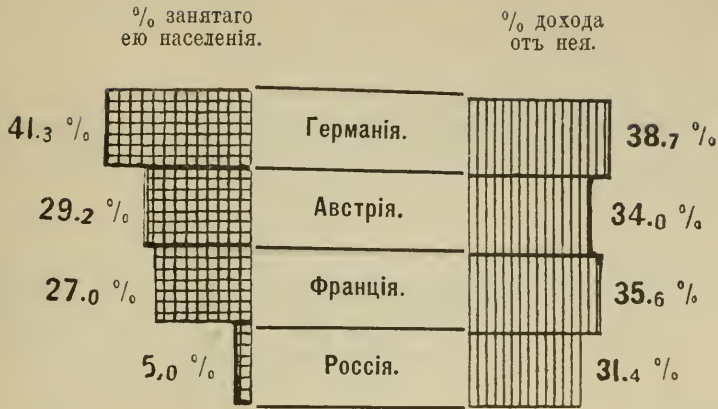 % занятаго
ею населенія.
% дохода
отъ нея.
41.3 % Германія. 38.7 %
29.2 % Австрія. 34.0 %
27.0 % Франція. 35.6 %
5,0 % Россія. 31.4 %